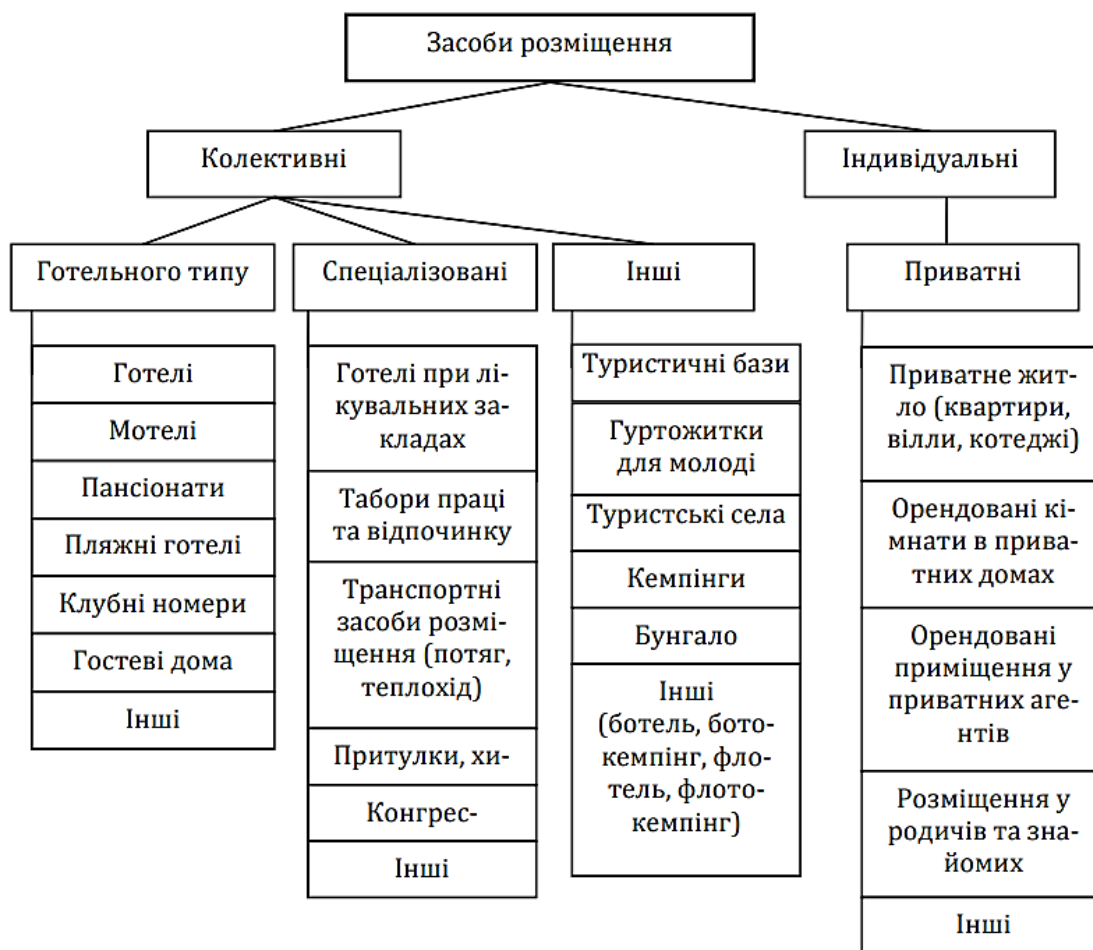 Засоби розміщення
Колективні
Індивідуальні
Готельного типу
Спеціалізовані
Інші
Приватні
Готелі
Мотелі
Пансіонати
Пляжні готелі
Клубні номери
Гостеві дома
Інші
Готелі при лі-
кувальних за-
кладах
Табори праці
та відпочинку
Транспортні
засоби розмі-
щення (потяг,
теплохід)
Притулки, хи-
Конгрес-
Інші
Туристичні бази
Гуртожитки
для молоді
Туристські села
Кемпінги
Бунгало
Інші
(ботель, бото-
кемпінг, фло-
тель, флото-
кемпінг)
Приватне жит-
ло (квартири,
вілли, котеджі)
Орендовані кі-
мнати в прива-
тних домах
Орендовані
приміщення у
приватних аге-
нтів
Розміщення у
родичів та зна-
йомих
Інші